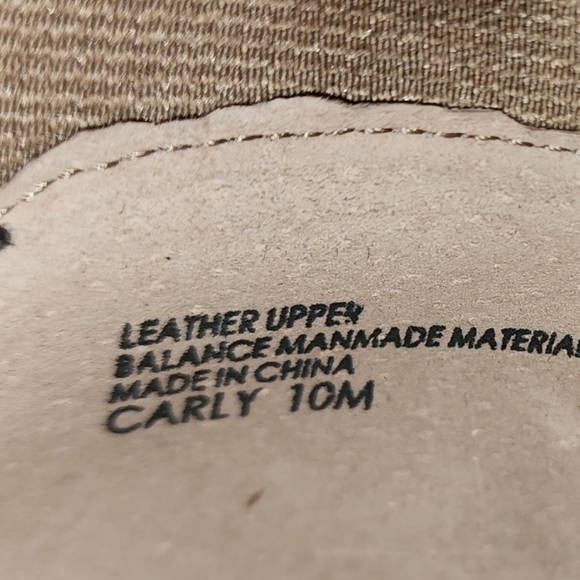 LEATHER UPPER
BALANCE MANMADE MATERIAL
MADE IN CHINA
CARLY 10M